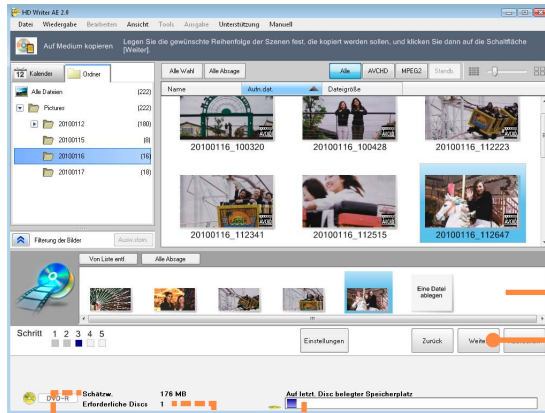 HD Writer AE 2.0
Datei Wiedergabe Bearbeiten Ansicht Tools Ausgabe Unterstützung Manuell
Auf Medium kopieren
Legen Sie die gewünschte Reihenfolge der Szenen fest, die kopiert werden sollen, und klicken Sie dann auf die Schaltfläche
[Weiter].
12 Kalender Ordner
Alle Wahl Alle Absage Alle AVCHD MPEG2 Stands
Name Aufn.dat. Dateigröße
Alle Dateien (222)
Pictures (222)
20100112 (180)
20100115 (8)
20100116 (16)
20100117 (18)
20100116_100320 20100116_100428 20100116_112223
20100116_112341 20100116_112515 20100116_112647
Filterung der Bilder
Von Liste entf. Alle Absage
Eine Datei
ablegen
Schritt 1 2 3 4 5
Einstellungen Zurück
DVD-R
Schätzw. 176 MB
Erforderliche Discs 1
Auf letzt. Disc belegter Speicherplatz